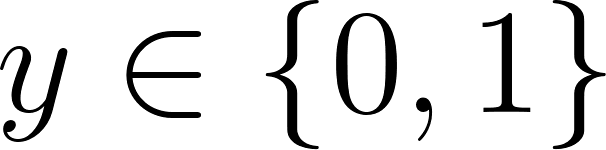 y ∈ {0, 1}